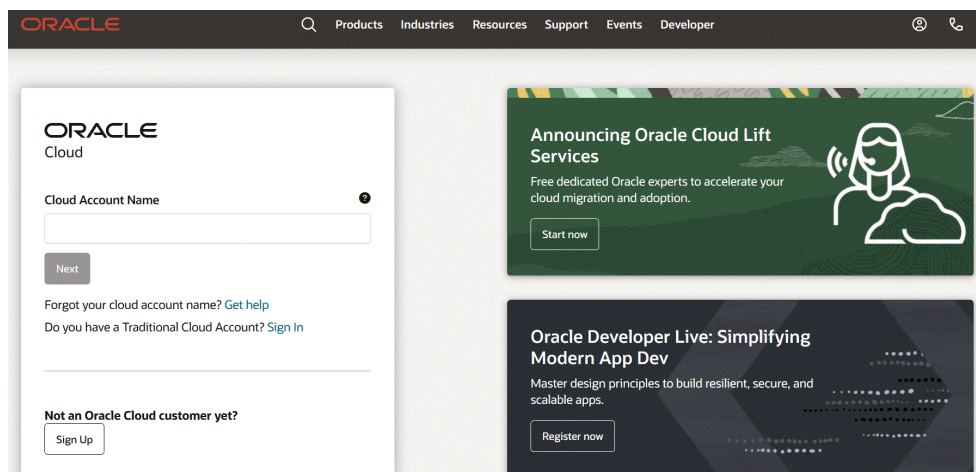 ORACLE
Products Industries Resources Support Events Developer
ORACLE
Cloud
Cloud Account Name ?
Next
Forgot your cloud account name? Get help
Do you have a Traditional Cloud Account? Sign In
Not an Oracle Cloud customer yet?
Sign Up
Announcing Oracle Cloud Lift
Services
Free dedicated Oracle experts to accelerate your
cloud migration and adoption.
Start now
Oracle Developer Live: Simplifying
Modern App Dev
Master design principles to build resilient, secure, and
scalable apps.
Register now